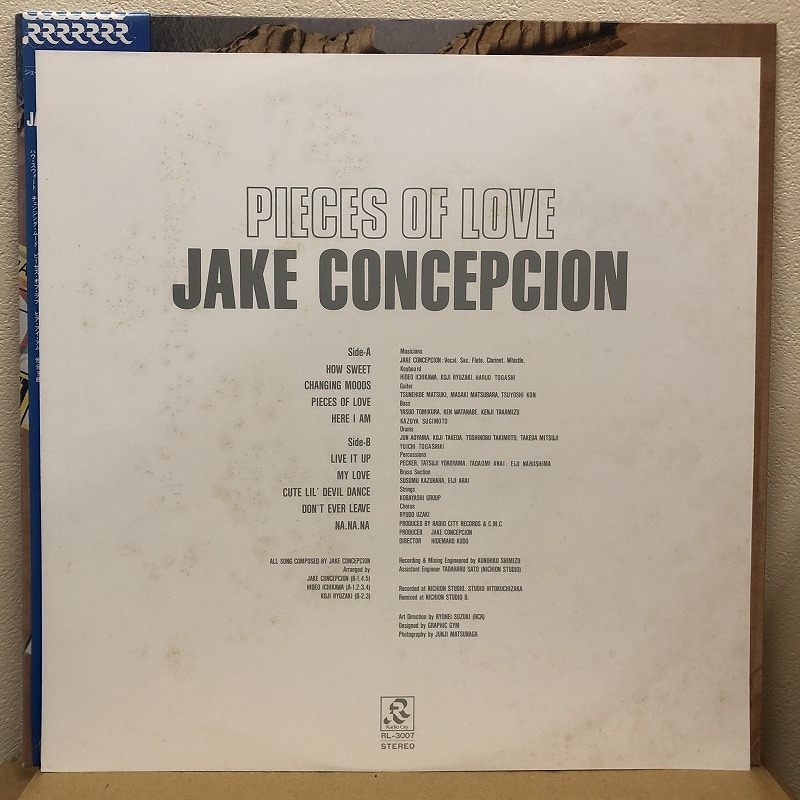 RRRRRRR
PIECES OF LOVE
JAKE CONCEPCION
Side-A
HOW SWEET
CHANGING MOODS
PIECES OF LOVE
HERE I AM
Side-B
LIVE IT UP
MY LOVE
CUTE LIL' DEVIL DANCE
DON'T EVER LEAVE
NA.NA.NA
ALL SONG COMPOSED BY JAKE CONCEPCION
Arranged by
JAKE CONCEPCION (B-1.4.5)
HIDEO ICHIKAWA (A-1.2.3.4)
KOJI RYUZAKI (B-2.3)
Musicians
JAKE CONCEPCION: Vocal, Sax, Flute, Clarinet, Whistle.
Keyboard
HIDEO ICHIKAWA, KOJI RYUZAKI, HARUO TOGASHI
Guiter
TSUNEHIDE MATSUKI, MASAKI MATSUBARA, TSUYOSHI KON
Bass
YASUO TOMIKURA, KEN WATANABE, KENJI TAKAMIZU
KAZUYA SUGIMOTO
Drums
JUN AOYAMA, KOJI TAKEDA, TOSHINOBU TAKIMOTO, TAKEDA MITSUJI
YUICHI TOGASHIKI
Percussions
PECKER, TATSUJI YOKOYAMA, TADAOMI ANAI, EIJI NARUSHIMA
Brass Section
SUSUMU KAZUHARA, EIJI ARAI
Strings
KOBAYASHI GROUP
Chorus
RYUDO UZAKI
PRODUCED BY RADIO CITY RECORDS & C.M.C
PRODUCER JAKE CONCEPCION
DIRECTOR HIDEMARO KUDO
Recording & Mixing Engineered by KUNIHIKO SHIMIZU
Assistant Engineer TADAHARU SATO (NICHION STUDIO)
Recorded at NICHION STUDIO, STUDIO HITOKUCHIZAKA
Remixed at NICHION STUDIO B.
Art Direction by RYOHEI SUZUKI (RCR)
Designed by GRAPHIC GYM
Photography by JUNJI MATSUNAGA
Radio City
RL-3007
STEREO